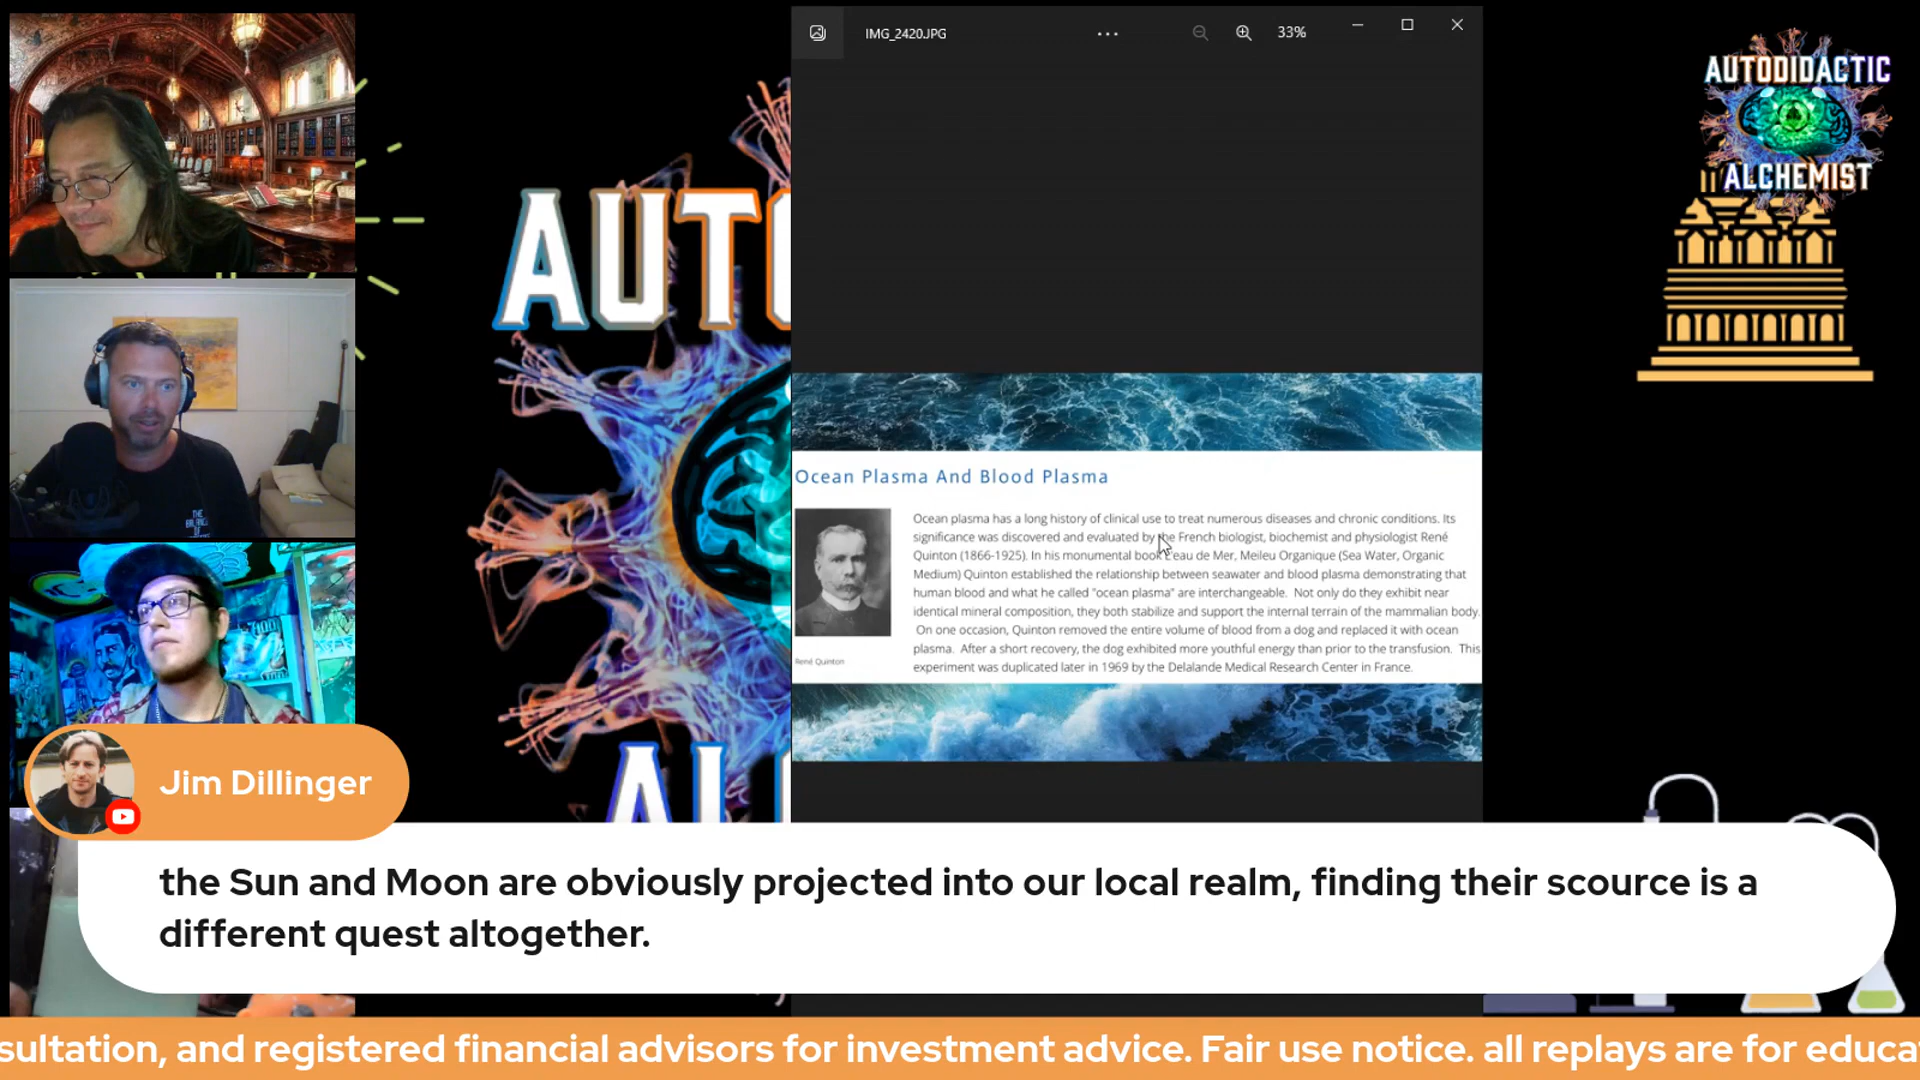 IMG_2420.JPG
33%
AUTODIDACTIC
ALCHEMIST
AUTO
Ocean Plasma And Blood Plasma
Ocean plasma has a long history of clinical use to treat numerous diseases and chronic conditions. Its
significance was discovered and evaluated by the French biologist, biochemist and physiologist René
Quinton (1866-1925). In his monumental book L'eau de Mer, Meileu Organique (Sea Water, Organic
Medium) Quinton established the relationship between seawater and blood plasma demonstrating that
human blood and what he called "ocean plasma" are interchangeable. Not only do they exhibit near
identical mineral composition, they both stabilize and support the internal terrain of the mammalian body.
On one occasion, Quinton removed the entire volume of blood from a dog and replaced it with ocean
plasma. After a short recovery, the dog exhibited more youthful energy than prior to the transfusion. This
experiment was duplicated later in 1969 by the Delalande Medical Research Center in France.
René Quinton
THE
OF
AL
Jim Dillinger
the Sun and Moon are obviously projected into our local realm, finding their scource is a
different quest altogether.
sultation, and registered financial advisors for investment advice. Fair use notice. all replays are for educa